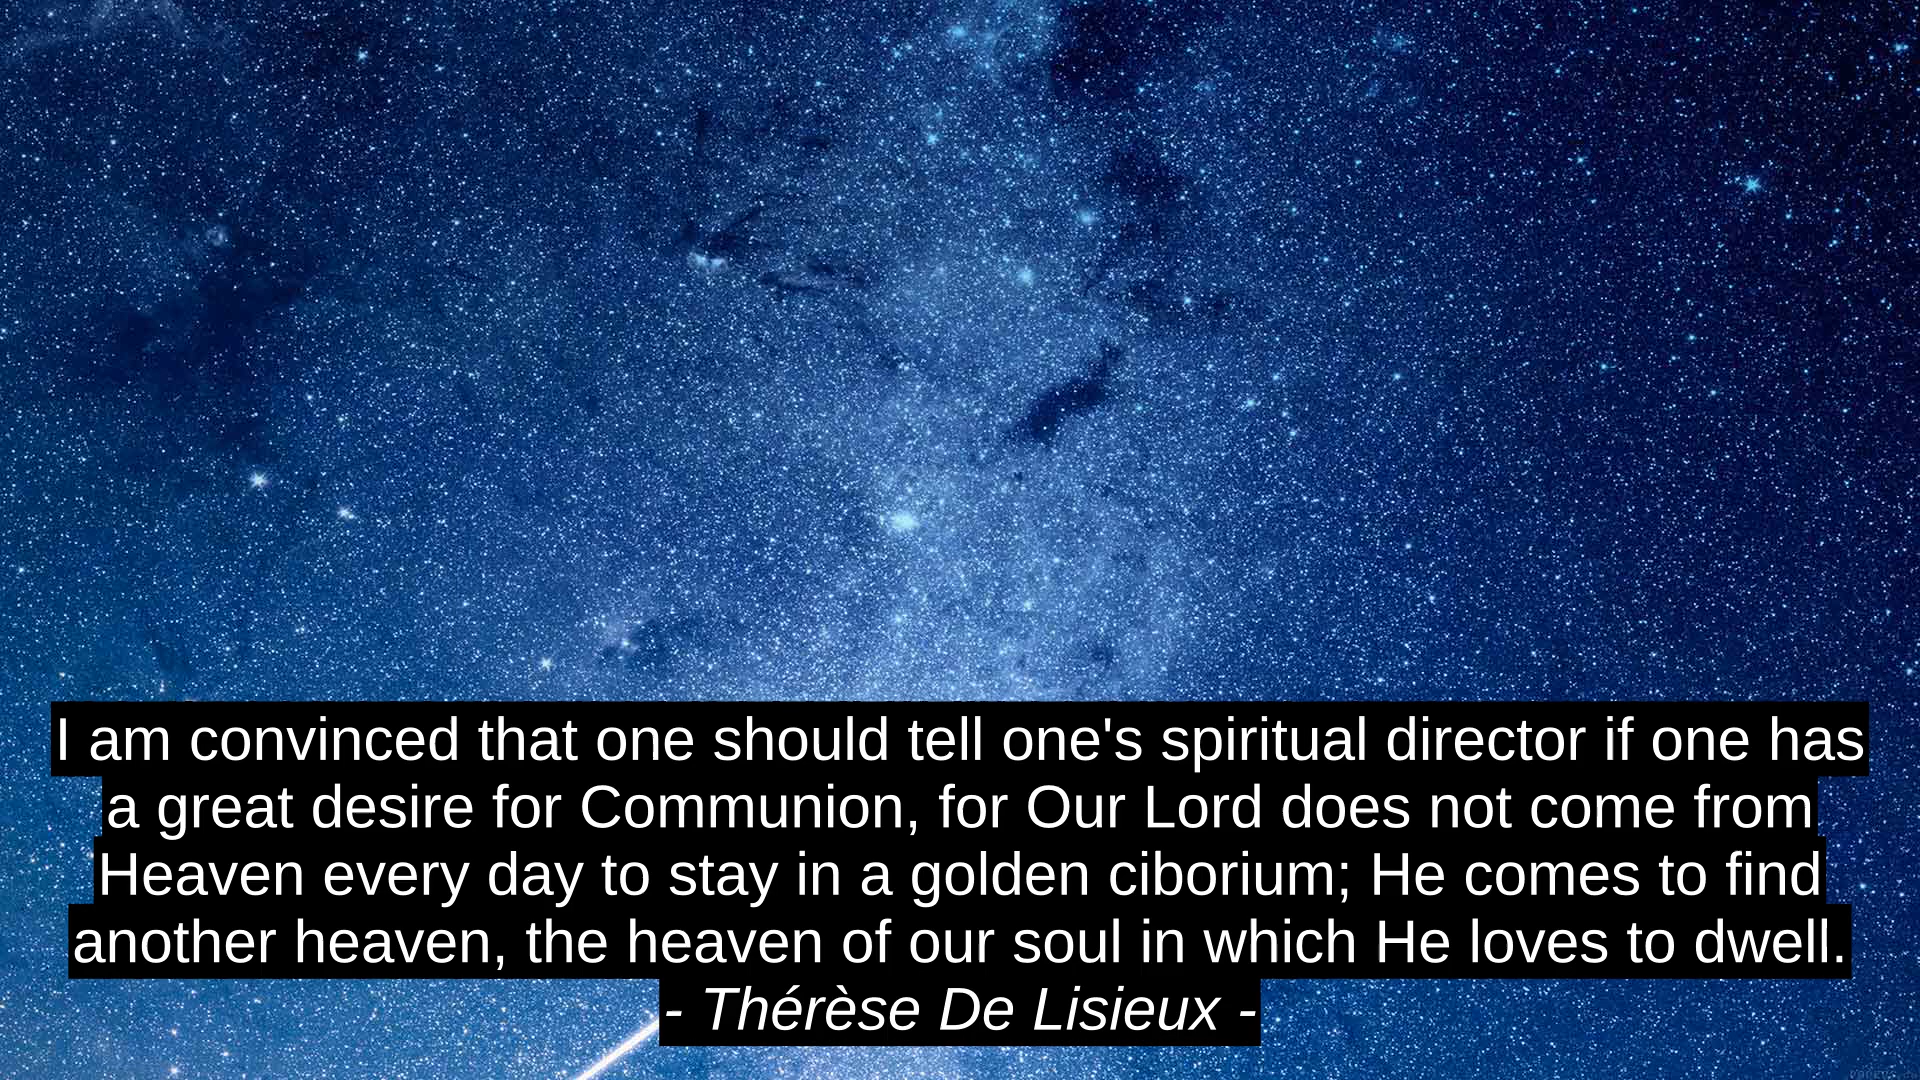 I am convinced that one should tell one's spiritual director if one has
a great desire for Communion, for Our Lord does not come from
Heaven every day to stay in a golden ciborium; He comes to find
another heaven, the heaven of our soul in which He loves to dwell.
- Thérèse De Lisieux -